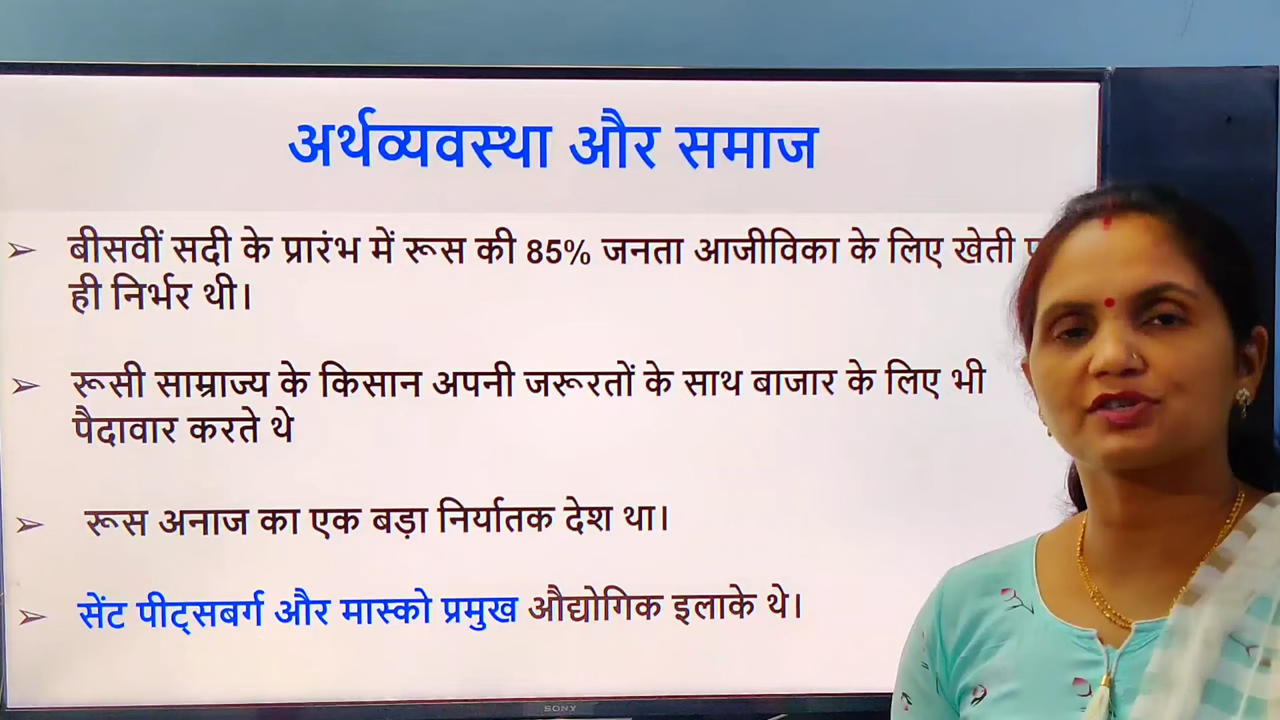 अर्थव्यवस्था और समाज
➢ बीसवीं सदी के प्रारंभ में रूस की 85% जनता आजीविका के लिए खेती
ही निर्भर थी।
➢ रूसी साम्राज्य के किसान अपनी जरूरतों के साथ बाजार के लिए भी
पैदावार करते थे
➢ रूस अनाज का एक बड़ा निर्यातक देश था।
➢ सेंट पीट्सबर्ग और मास्को प्रमुख औद्योगिक इलाके थे।
SONY